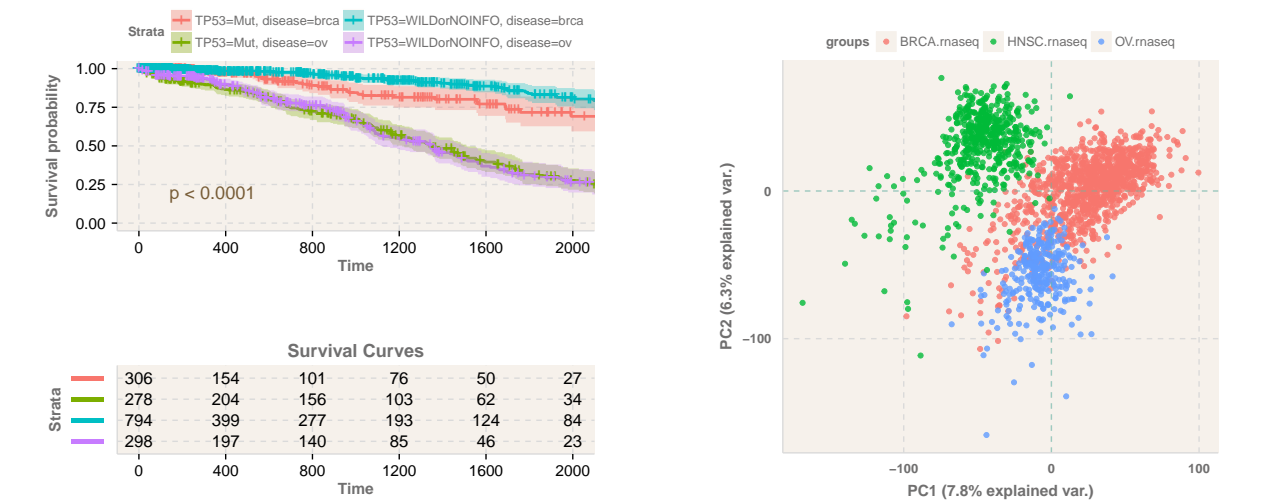 Strata
TP53=Mut, disease=brca TP53=WILDorNOINFO, disease=brca
TP53=Mut, disease=ov TP53=WILDorNOINFO, disease=ov
Survival probability
1.00
0.75
0.50
0.25
0.00
p < 0.0001
0 400 800 1200 1600 2000
Time
Survival Curves
Strata
306 154 101 76 50 27
278 204 156 103 62 34
794 399 277 193 124 84
298 197 140 85 46 23
0 400 800 1200 1600 2000
Time
groups BRCA.rnaseq HNSC.rnaseq OV.rnaseq
PC2 (6.3% explained var.)
0
−100
−100 0 100
PC1 (7.8% explained var.)